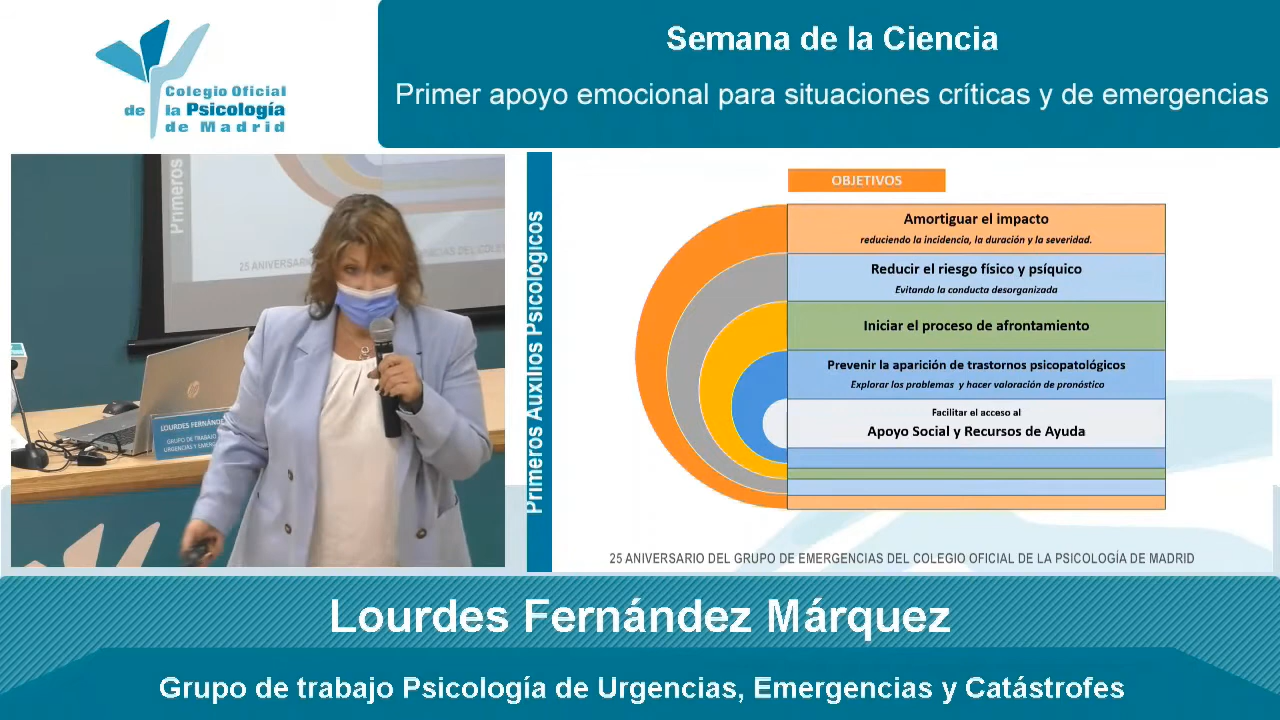 Colegio Oficial
de la Psicología
de Madrid
Semana de la Ciencia
Primer apoyo emocional para situaciones críticas y de emergencias
Primeros
25 ANIVERSARIO
LOURDES FERNÁNDE
GRUPO DE TRABAJO
URGENCIAS Y EMERG
hp
Primeros Auxilios Psicológicos
OBJETIVOS
Amortiguar el impacto
reduciendo la incidencia, la duración y la severidad.
Reducir el riesgo físico y psíquico
Evitando la conducta desorganizada
Iniciar el proceso de afrontamiento
Prevenir la aparición de trastornos psicopatológicos
Explorar los problemas y hacer valoración de pronóstico
Facilitar el acceso al
Apoyo Social y Recursos de Ayuda
25 ANIVERSARIO DEL GRUPO DE EMERGENCIAS DEL COLEGIO OFICIAL DE LA PSICOLOGÍA DE MADRID
Lourdes Fernández Márquez
Grupo de trabajo Psicología de Urgencias, Emergencias y Catástrofes